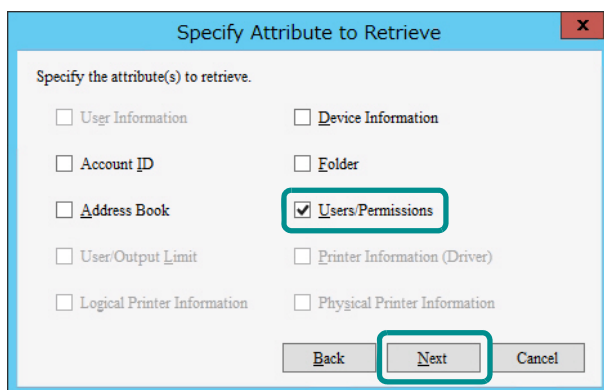 Specify Attribute to Retrieve
x
Specify the attribute(s) to retrieve.
User Information
Device Information
Account ID
Folder
Address Book
Users/Permissions
User/Output Limit
Printer Information (Driver)
Logical Printer Information
Physical Printer Information
Back
Next
Cancel